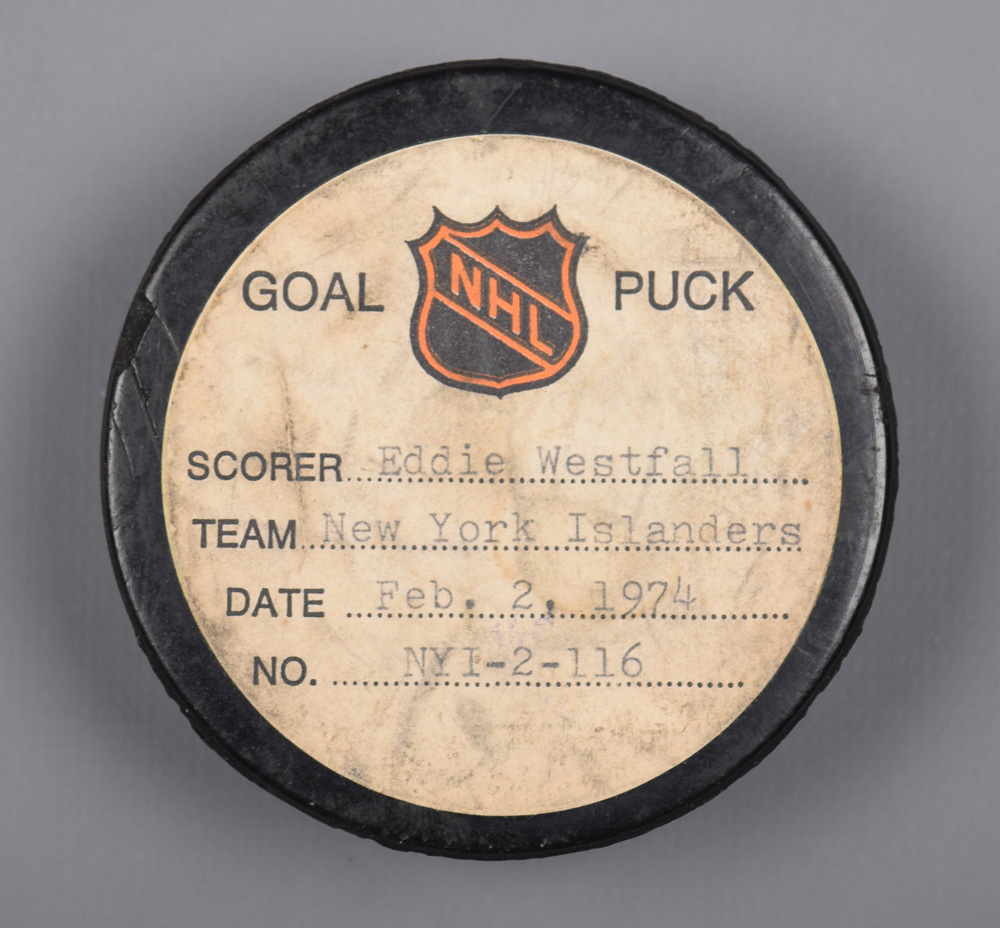 GOAL NHL PUCK
SCORER Eddie Westfall
TEAM New York Islanders
DATE Feb. 2, 1974
NO. NYI-2-116